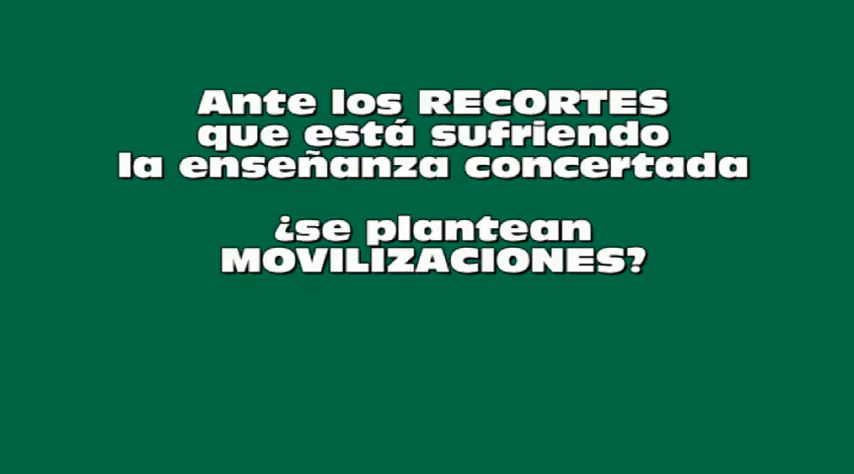 Ante los RECORTES
que está sufriendo
la enseñanza concertada
¿se plantean
MOVILIZACIONES?